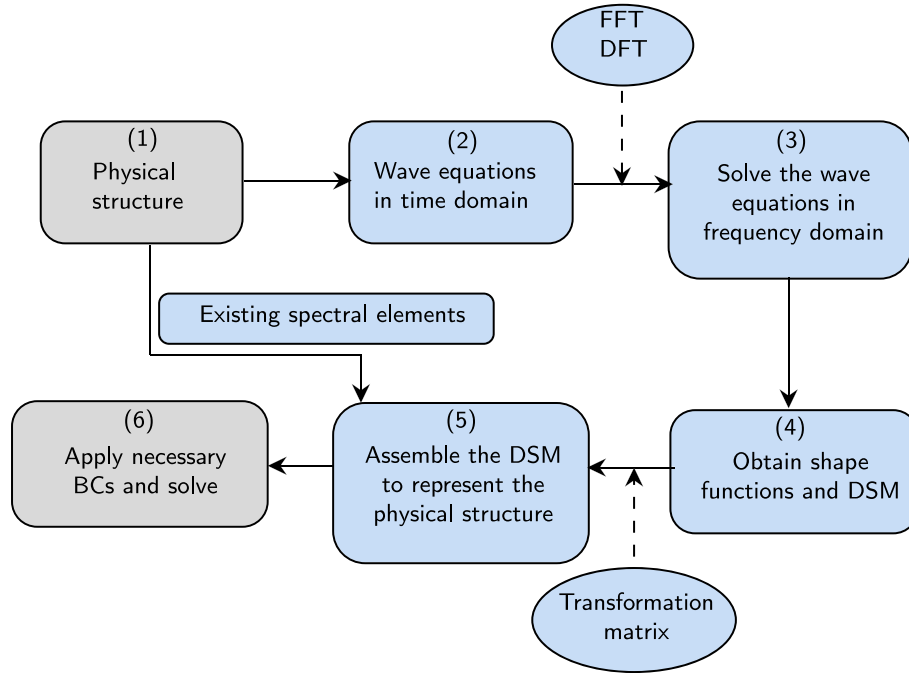 FFT
DFT
(1)
Physical
structure
(2)
Wave equations
in time domain
(3)
Solve the wave
equations in
frequency domain
Existing spectral elements
(6)
Apply necessary
BCs and solve
(5)
Assemble the DSM
to represent the
physical structure
(4)
Obtain shape
functions and DSM
Transformation
matrix